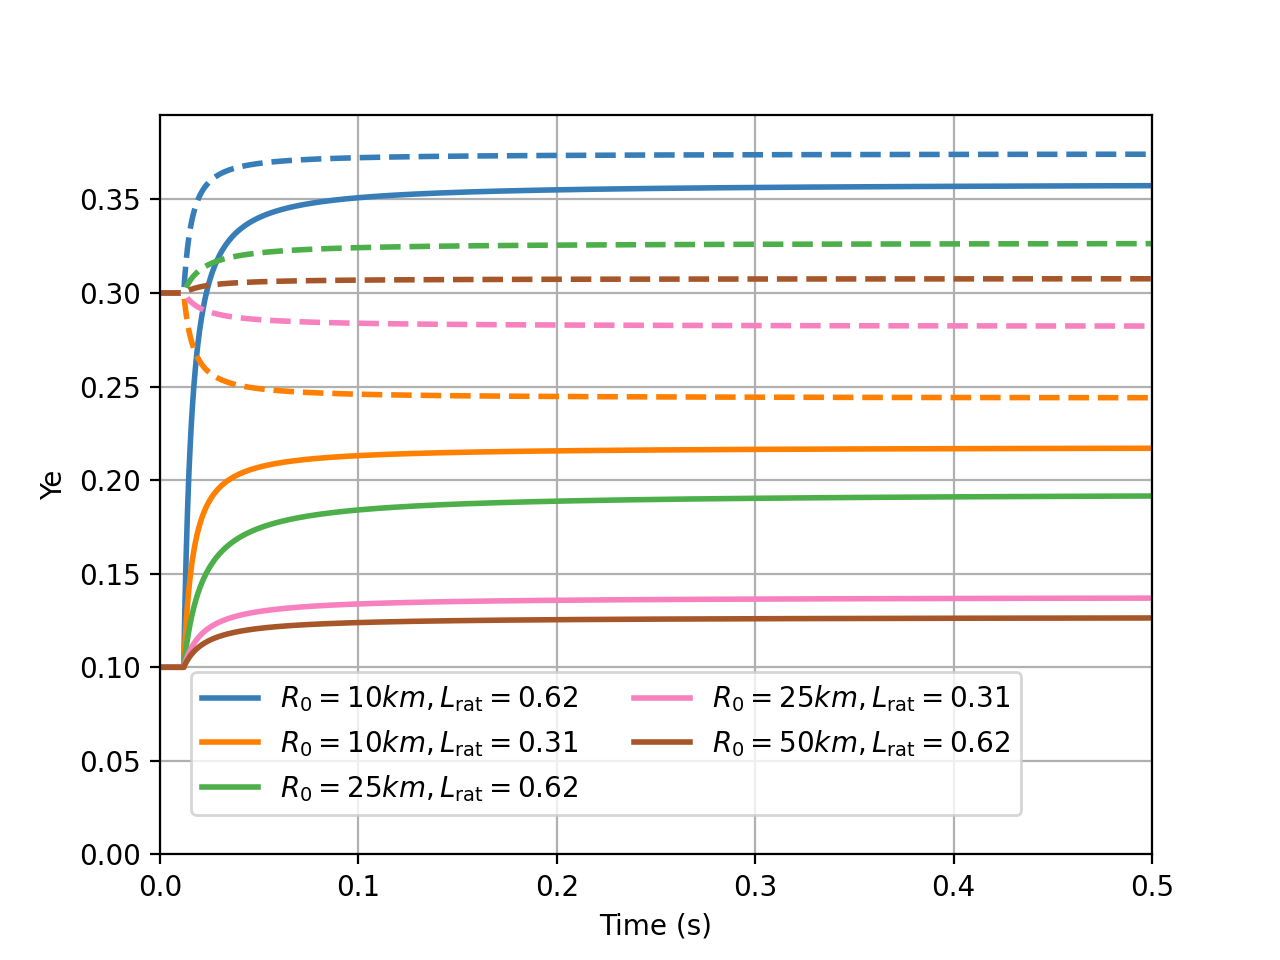 Ye
0.35
0.30
0.25
0.20
0.15
0.10
0.05
0.00
R₀ = 10km, L_rat = 0.62
R₀ = 10km, L_rat = 0.31
R₀ = 25km, L_rat = 0.62
R₀ = 25km, L_rat = 0.31
R₀ = 50km, L_rat = 0.62
0.0 0.1 0.2 0.3 0.4 0.5
Time (s)